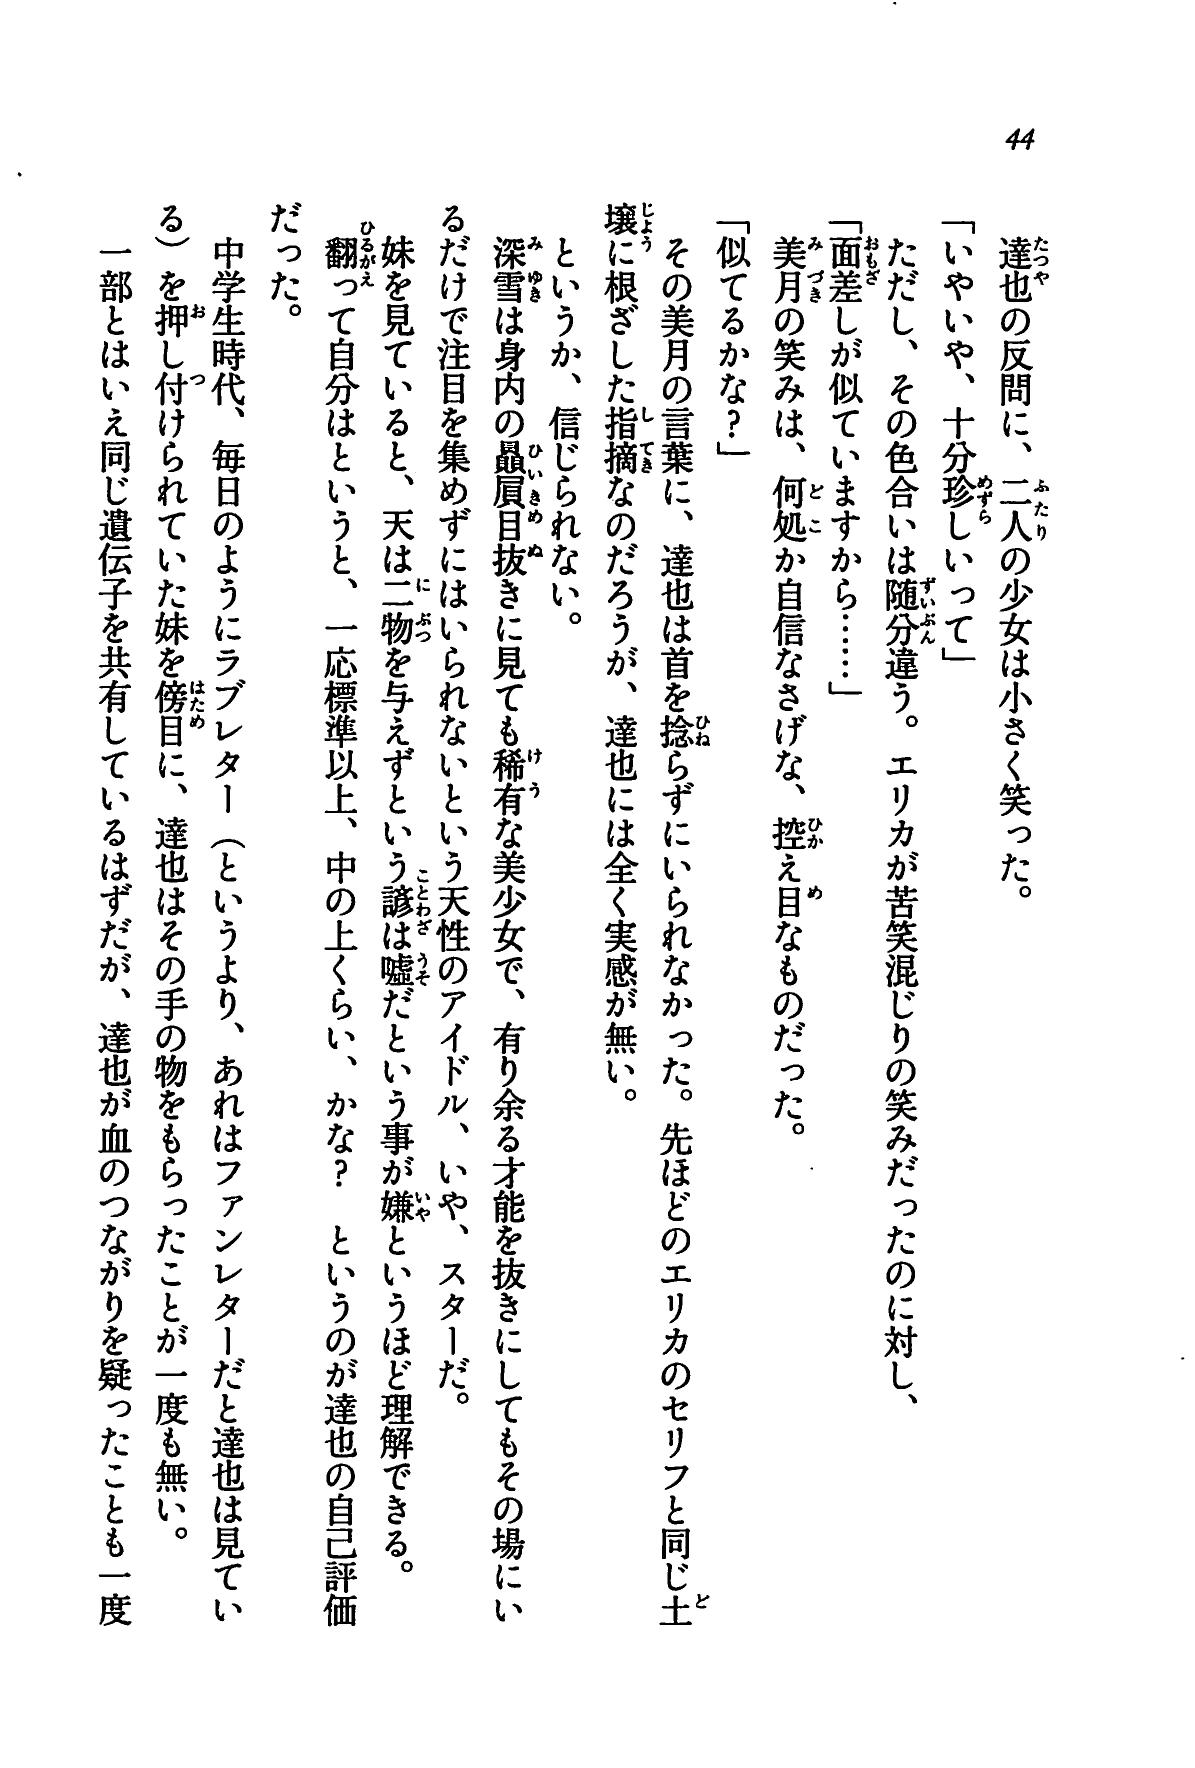 44
達也の反問に、二人の少女は小さく笑った。
「いやいや、十分珍しいって」
ただし、その色合いは随分違う。エリカが苦笑混じりの笑みだったのに対し、
「面差しが似ていますから……」
美月の笑みは、何処か自信なさげな、控え目なものだった。
「似てるかな？」
その美月の言葉に、達也は首を捻らずにいられなかった。先ほどのエリカのセリフと同じ土
壌に根ざした指摘なのだろうが、達也には全く実感が無い。
というか、信じられない。
深雪は身内の贔屓目抜きに見ても稀有な美少女で、有り余る才能を抜きにしてもその場にい
るだけで注目を集めずにはいられないという天性のアイドル、いや、スターだ。
妹を見ていると、天は二物を与えずという諺は嘘だという事が嫌というほど理解できる。
翻って自分はというと、一応標準以上、中の上くらい、かな？　というのが達也の自己評価
だった。
中学生時代、毎日のようにラブレター（というより、あれはファンレターだと達也は見てい
る）を押し付けられていた妹を傍目に、達也はその手の物をもらったことが一度も無い。
一部とはいえ同じ遺伝子を共有しているはずだが、達也が血のつながりを疑ったことも一度